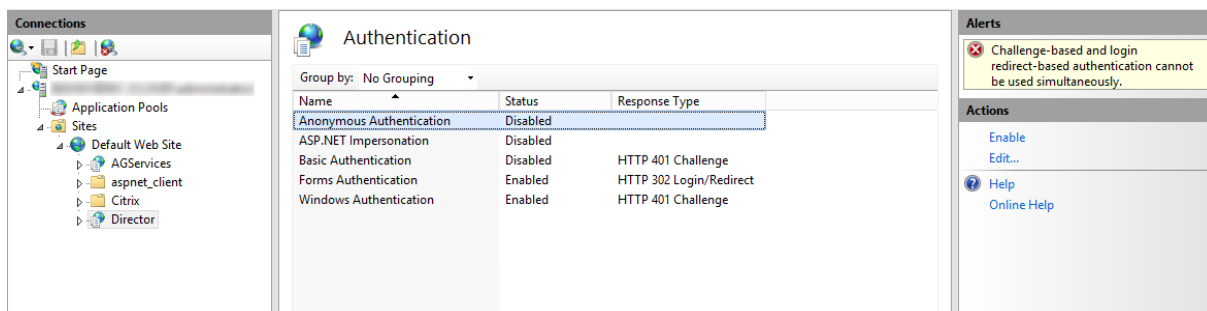 Connections
Start Page
Application Pools
Sites
Default Web Site
AGServices
aspnet_client
Citrix
Director
Authentication
Group by: No Grouping
Name Status Response Type
Anonymous Authentication Disabled
ASP.NET Impersonation Disabled
Basic Authentication Disabled HTTP 401 Challenge
Forms Authentication Enabled HTTP 302 Login/Redirect
Windows Authentication Enabled HTTP 401 Challenge
Alerts
Challenge-based and login
redirect-based authentication cannot
be used simultaneously.
Actions
Enable
Edit...
Help
Online Help